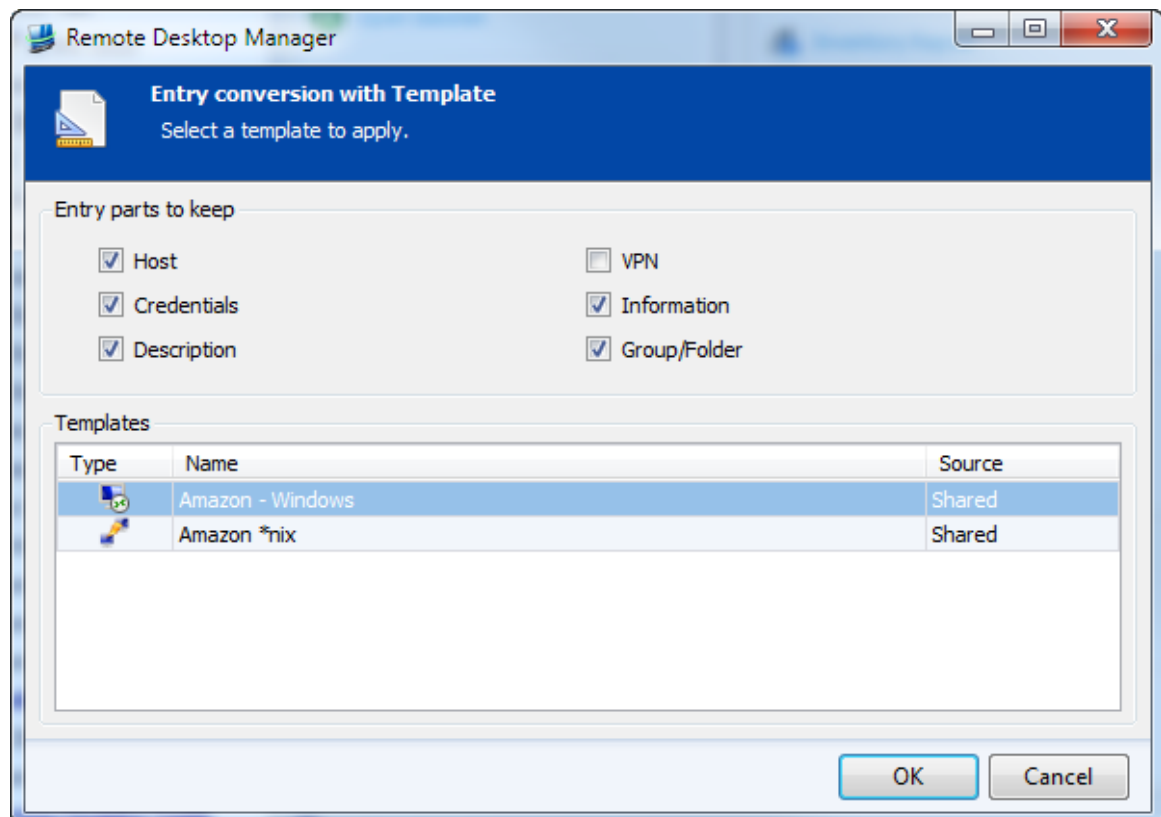 Remote Desktop Manager
Entry conversion with Template
Select a template to apply.
Entry parts to keep
Host
VPN
Credentials
Information
Description
Group/Folder
Templates
Type Name Source
Amazon - Windows Shared
Amazon *nix Shared
OK Cancel